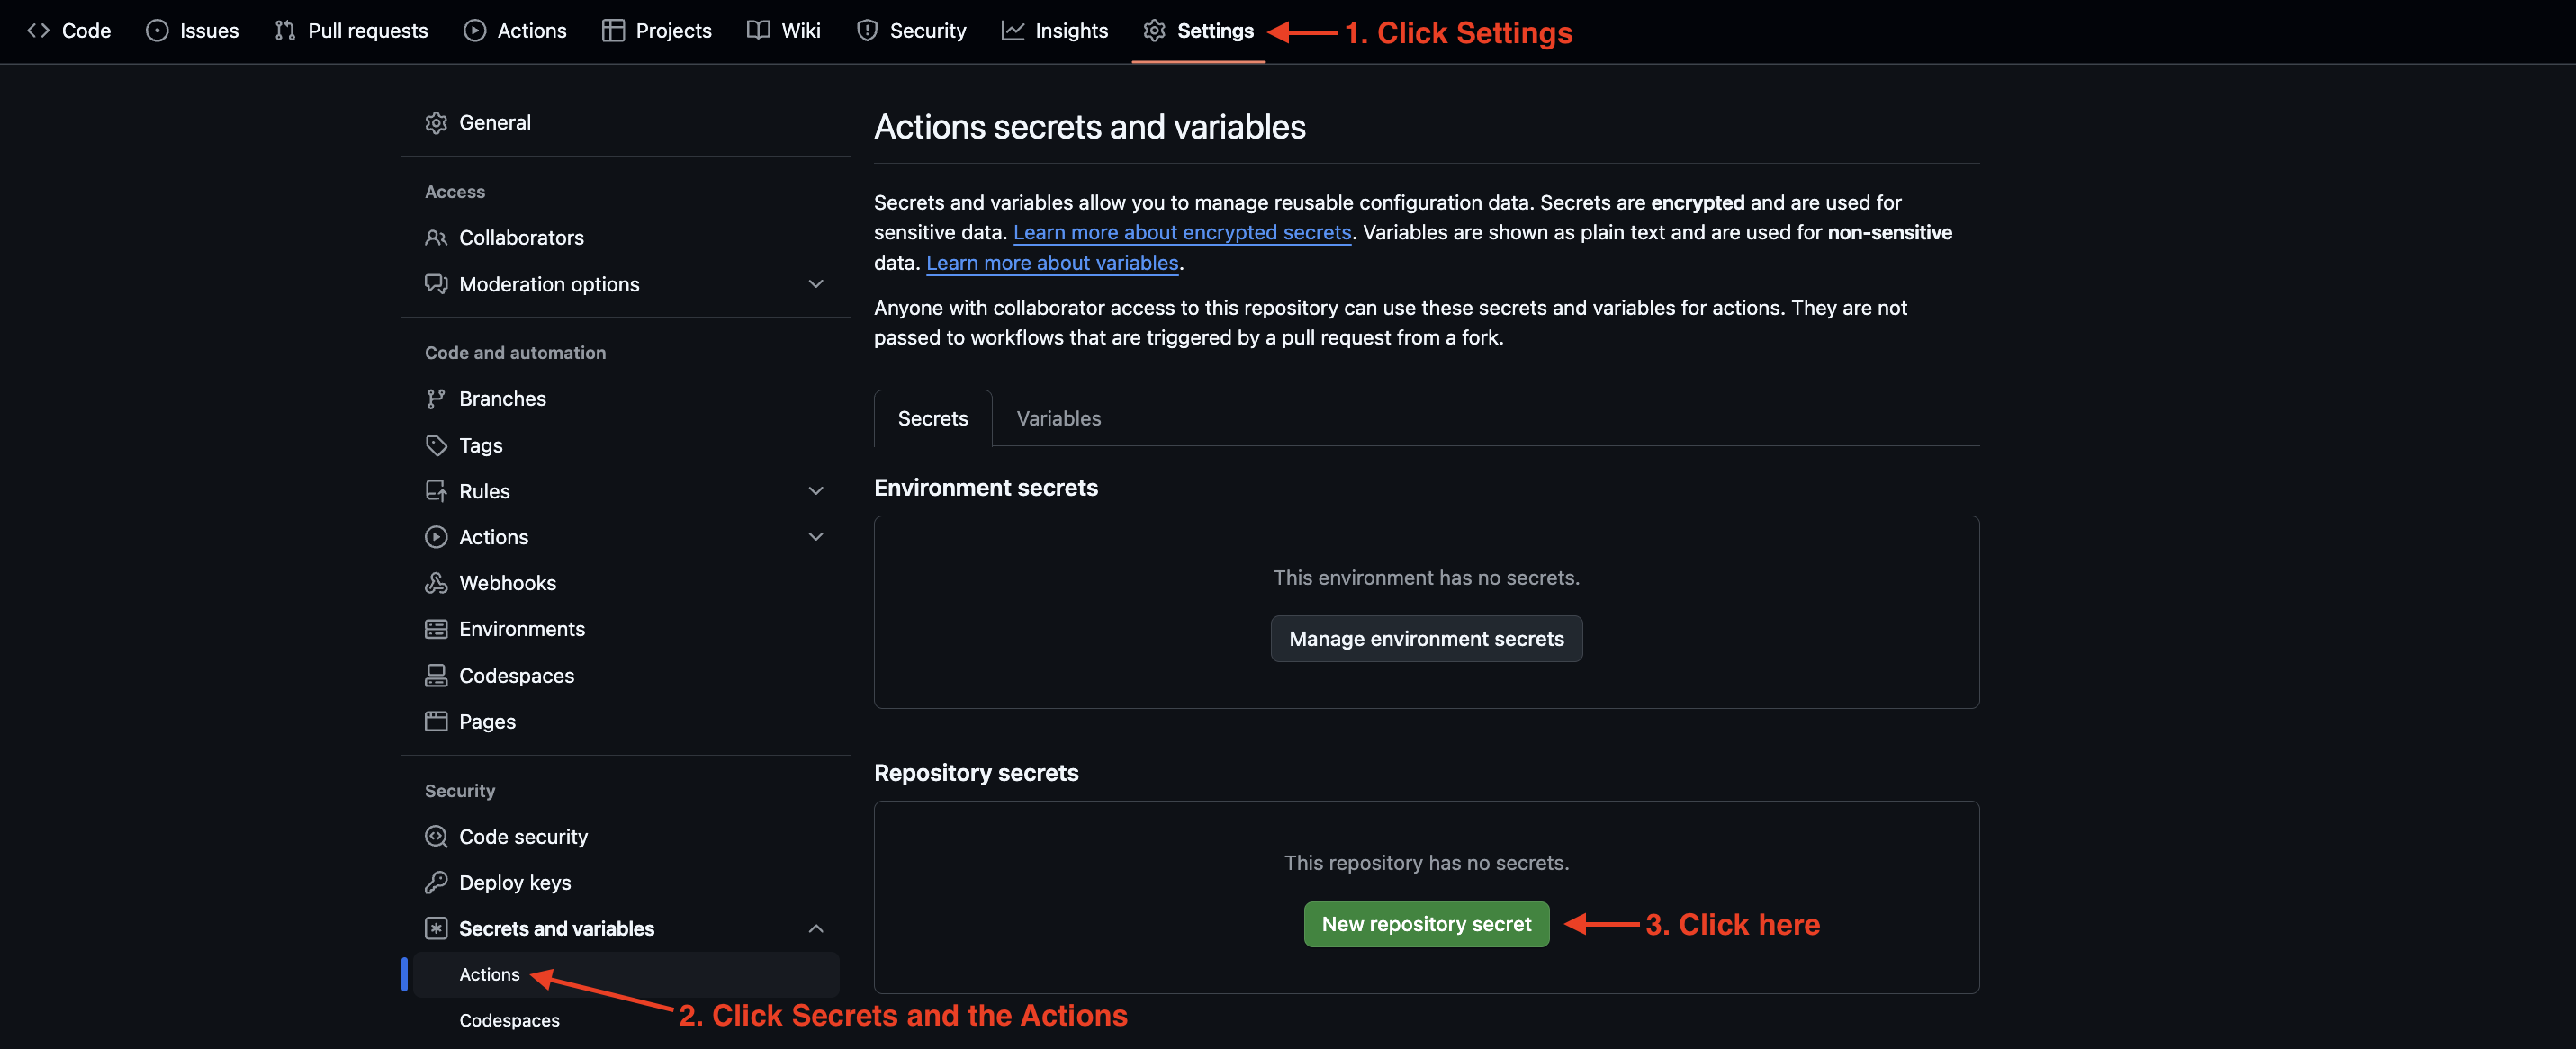 Code
Issues
Pull requests
Actions
Projects
Wiki
Security
Insights
Settings
1. Click Settings
General
Access
Collaborators
Moderation options
Code and automation
Branches
Tags
Rules
Actions
Webhooks
Environments
Codespaces
Pages
Security
Code security
Deploy keys
Secrets and variables
Actions
Codespaces
2. Click Secrets and the Actions
Actions secrets and variables
Secrets and variables allow you to manage reusable configuration data. Secrets are encrypted and are used for
sensitive data. Learn more about encrypted secrets. Variables are shown as plain text and are used for non-sensitive
data. Learn more about variables.
Anyone with collaborator access to this repository can use these secrets and variables for actions. They are not
passed to workflows that are triggered by a pull request from a fork.
Secrets
Variables
Environment secrets
This environment has no secrets.
Manage environment secrets
Repository secrets
This repository has no secrets.
New repository secret
3. Click here